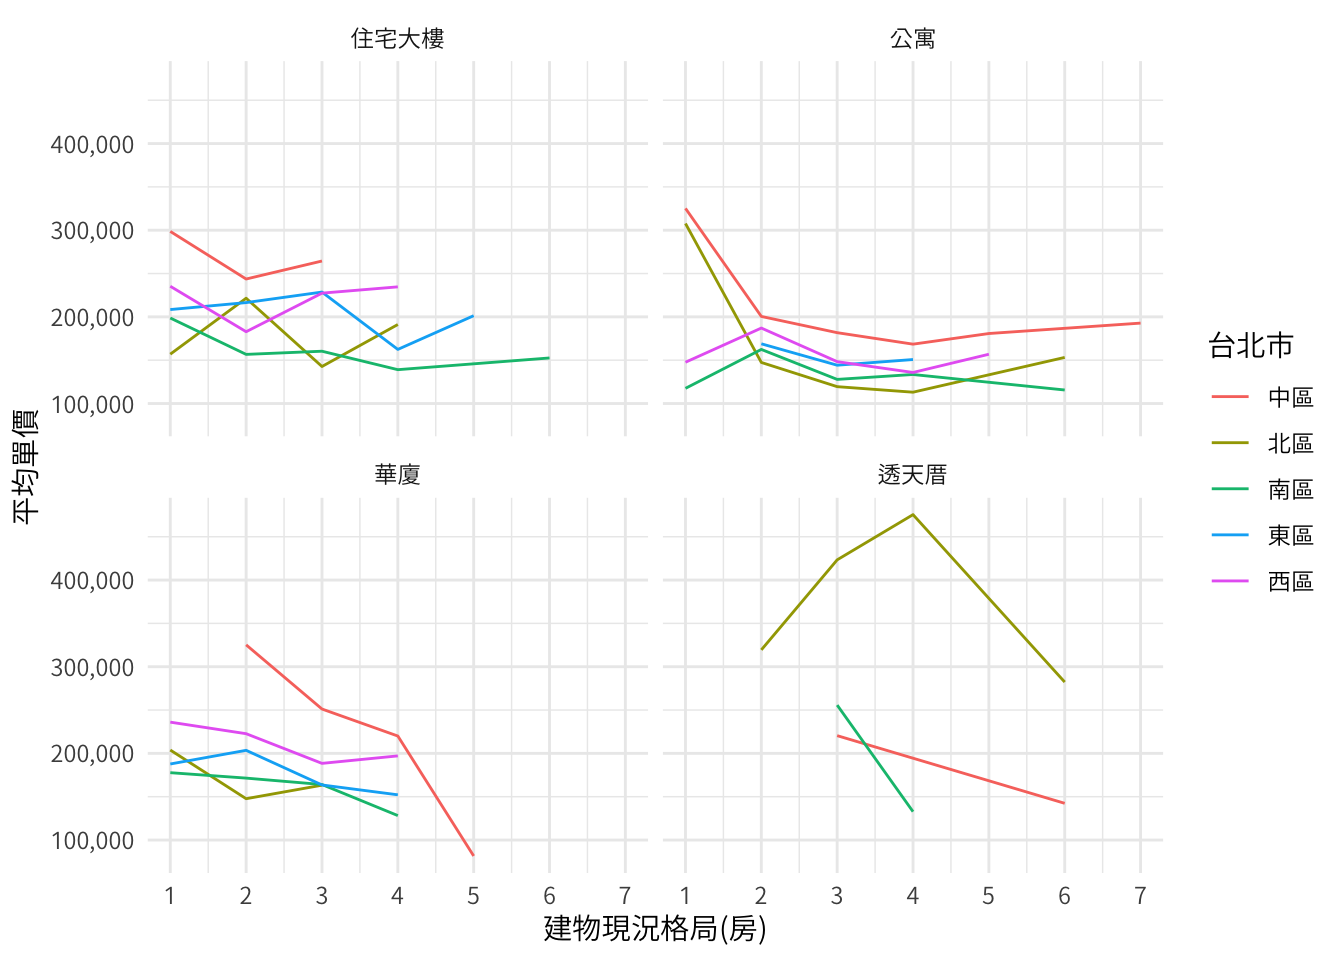 住宅大樓
公寓
400,000
300,000
200,000
100,000
華廈
透天厝
400,000
300,000
200,000
100,000
1 2 3 4 5 6 7
1 2 3 4 5 6 7
建物現況格局(房)
平均單價
台北市
中區
北區
南區
東區
西區